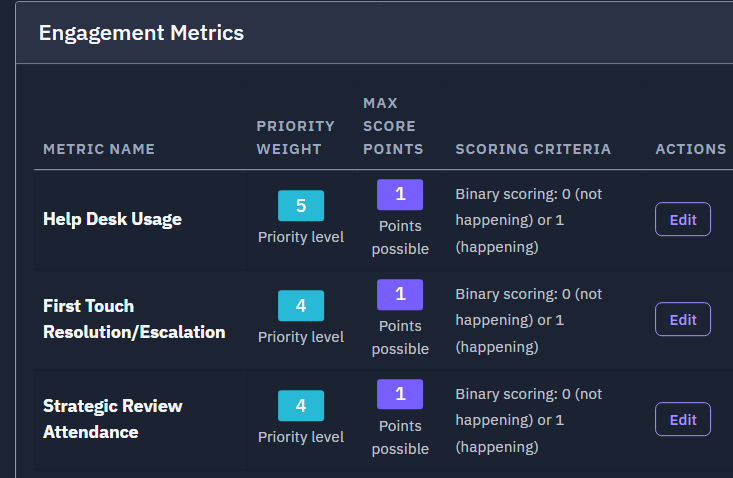 Engagement Metrics
METRIC NAME
PRIORITY
WEIGHT
MAX
SCORE
POINTS
SCORING CRITERIA
ACTIONS
Help Desk Usage
5
Priority level
1
Points
possible
Binary scoring: 0 (not
happening) or 1
(happening)
Edit
First Touch
Resolution/Escalation
4
Priority level
1
Points
possible
Binary scoring: 0 (not
happening) or 1
(happening)
Edit
Strategic Review
Attendance
4
Priority level
1
Points
possible
Binary scoring: 0 (not
happening) or 1
(happening)
Edit